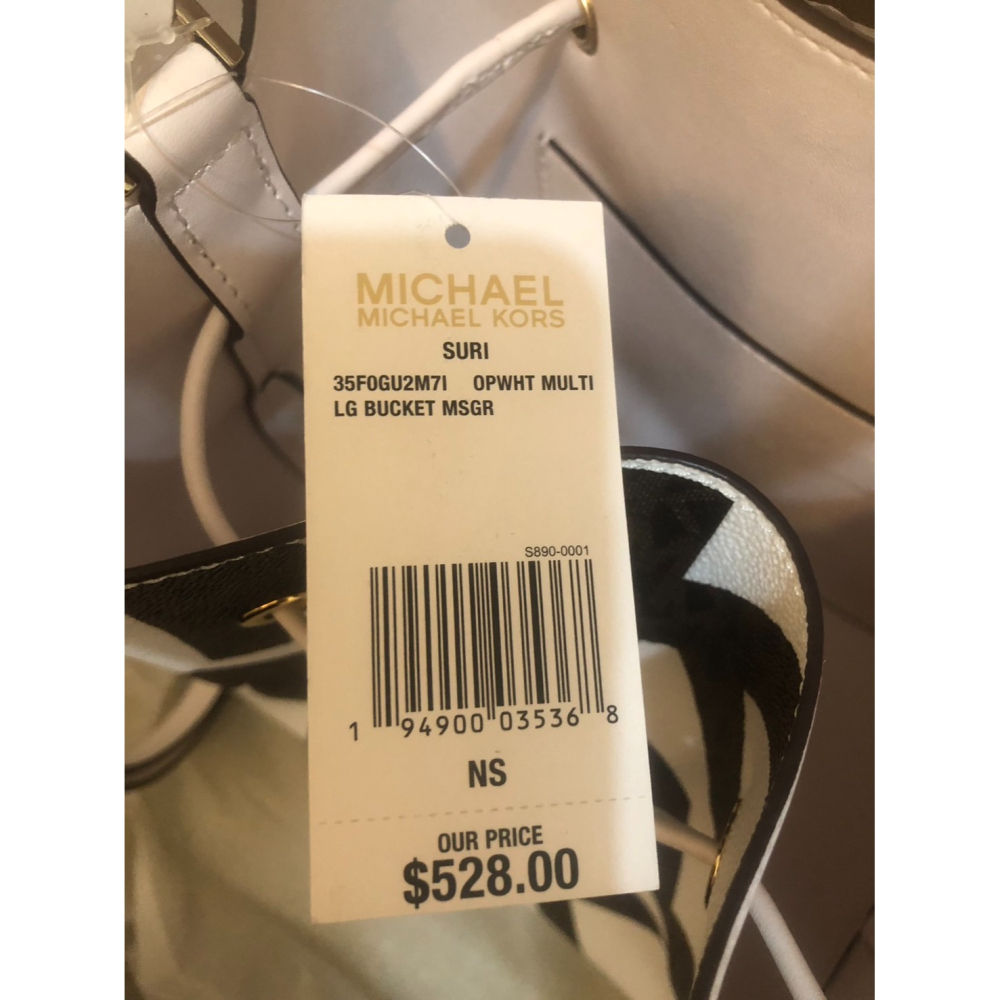 MICHAEL
MICHAEL KORS
SURI
35F0GU2M7I OPWHT MULTI
LG BUCKET MSGR
S890-0001
1 94900 03536 8
NS
OUR PRICE
$528.00